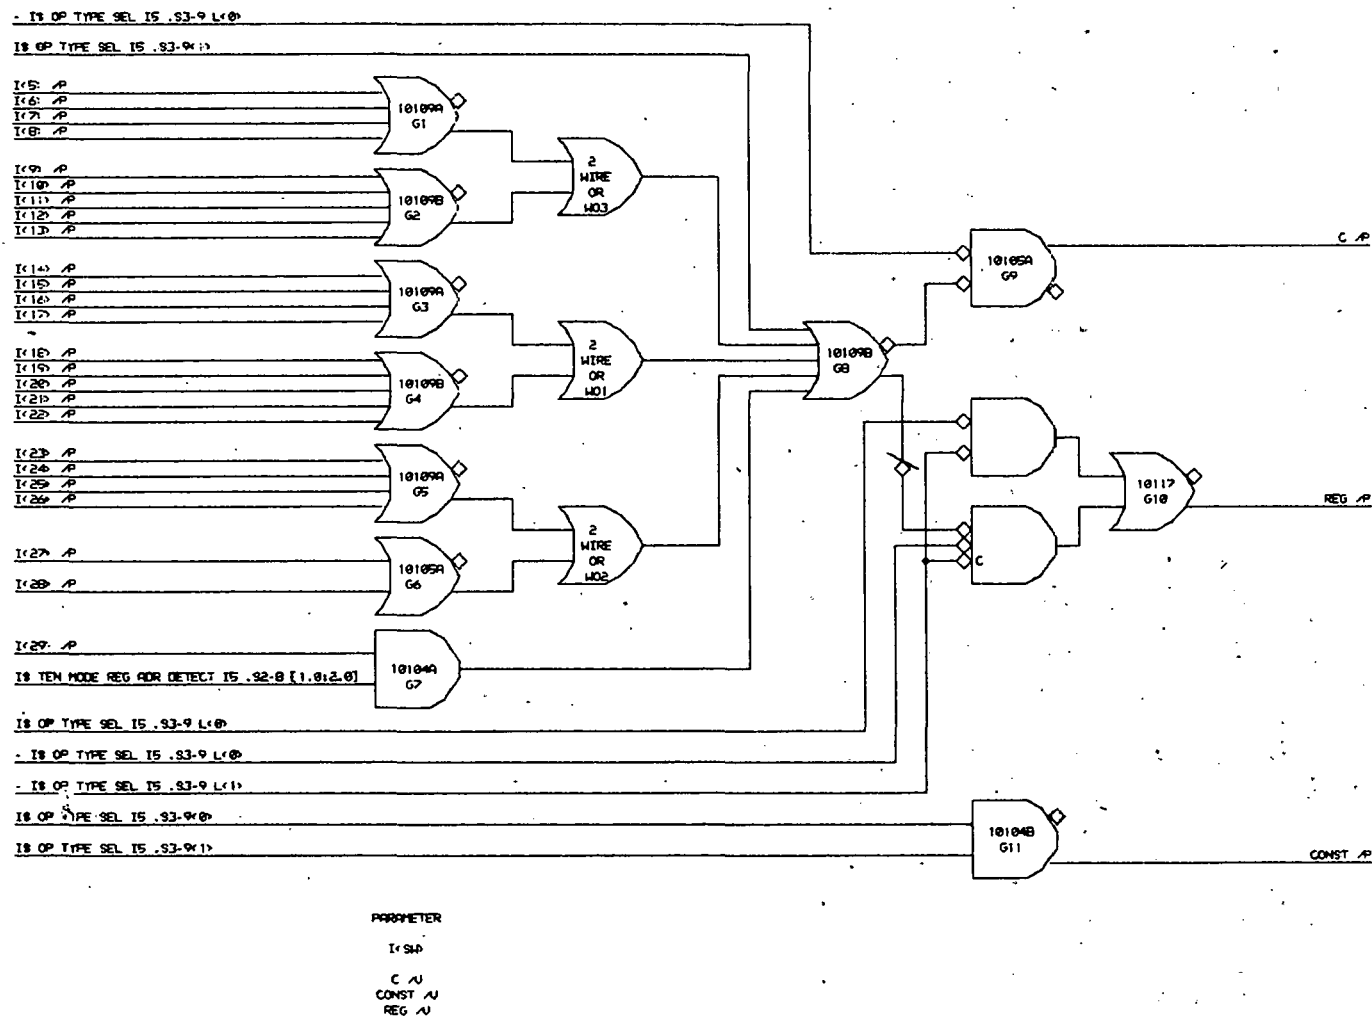 - I$ OP TYPE SEL I5 .S3-9 L<0>
I$ OP TYPE SEL I5 .S3-9<1>
I<5> /P
I<6> /P
I<7> /P
I<8> /P
10109A
G1
I<9> /P
I<10> /P
I<11> /P
I<12> /P
I<13> /P
10109B
G2
2
WIRE
OR
WO3
I<14> /P
I<15> /P
I<16> /P
I<17> /P
10109A
G3
I<18> /P
I<19> /P
I<20> /P
I<21> /P
I<22> /P
10109B
G4
2
WIRE
OR
WO1
I<23> /P
I<24> /P
I<25> /P
I<26> /P
10109A
G5
I<27> /P
I<28> /P
10105A
G6
2
WIRE
OR
WO2
I<29> /P
I$ TEN MODE REG ADR DETECT I5 .S2-8 [1.0:2.0]
10104A
G7
10109B
G8
10105A
G9
C /P
C
10117
G10
REG /P
I$ OP TYPE SEL I5 .S3-9 L<0>
- I$ OP TYPE SEL I5 .S3-9 L<0>
- I$ OP TYPE SEL I5 .S3-9 L<1>
I$ OP TYPE SEL I5 .S3-9<0>
I$ OP TYPE SEL I5 .S3-9<1>
10104B
G11
CONST /P
PARAMETER
I<SW>
C /U
CONST /U
REG /U